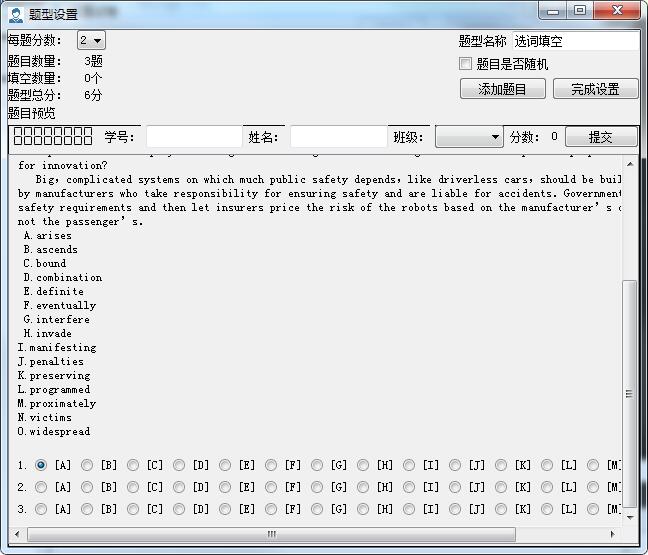 题型设置
每题分数： 2
题型名称 选词填空
题目数量： 3题
题目是否随机
填空数量： 0个
添加题目 完成设置
题型总分： 6分
题目预览
学号： 姓名： 班级： 分数： 0 提交
for innovation?
Big, complicated systems on which much public safety depends, like driverless cars, should be buil
by manufacturers who take responsibility for ensuring safety and are liable for accidents. Government
safety requirements and then let insurers price the risk of the robots based on the manufacturer's
not the passenger's.
A.arises
B.ascends
C.bound
D.combination
E.definite
F.eventually
G.interfere
H.invade
I.manifesting
J.penalties
K.preserving
L.programmed
M.proximately
N.victims
O.widespread
1. [A] [B] [C] [D] [E] [F] [G] [H] [I] [J] [K] [L] [M]
2. [A] [B] [C] [D] [E] [F] [G] [H] [I] [J] [K] [L] [M]
3. [A] [B] [C] [D] [E] [F] [G] [H] [I] [J] [K] [L] [M]